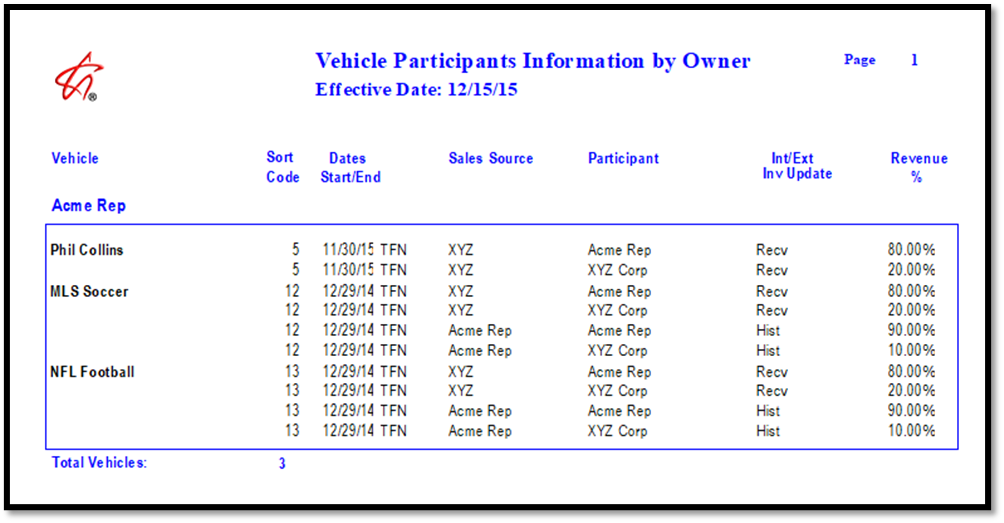 Vehicle Participants Information by Owner Page 1
Effective Date: 12/15/15
®
Vehicle Sort Dates Sales Source Participant Int/Ext Revenue
Code Start/End Inv Update %
Acme Rep
Phil Collins 5 11/30/15 TFN XYZ Acme Rep Recv 80.00%
5 11/30/15 TFN XYZ XYZ Corp Recv 20.00%
MLS Soccer 12 12/29/14 TFN XYZ Acme Rep Recv 80.00%
12 12/29/14 TFN XYZ XYZ Corp Recv 20.00%
12 12/29/14 TFN Acme Rep Acme Rep Hist 90.00%
12 12/29/14 TFN Acme Rep XYZ Corp Hist 10.00%
NFL Football 13 12/29/14 TFN XYZ Acme Rep Recv 80.00%
13 12/29/14 TFN XYZ XYZ Corp Recv 20.00%
13 12/29/14 TFN Acme Rep Acme Rep Hist 90.00%
13 12/29/14 TFN Acme Rep XYZ Corp Hist 10.00%
Total Vehicles: 3